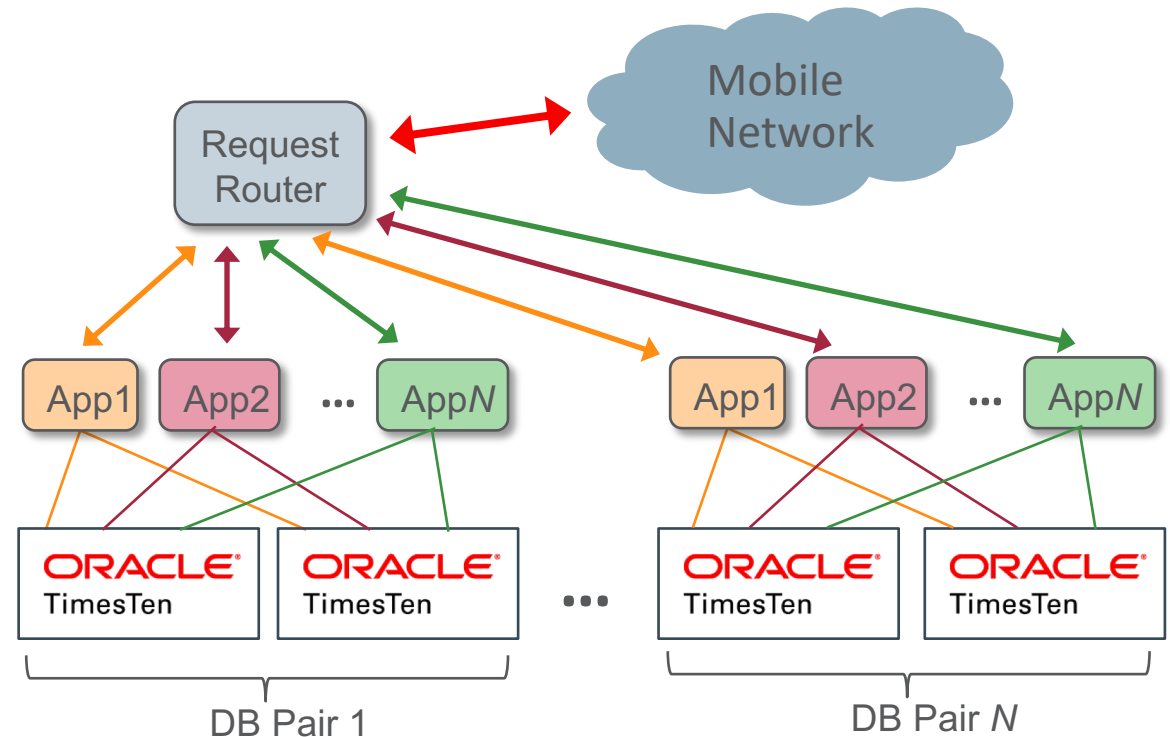 Mobile
Network
Request
Router
App1
App2
...
AppN
App1
App2
...
AppN
ORACLE®
TimesTen
ORACLE®
TimesTen
...
ORACLE®
TimesTen
ORACLE®
TimesTen
DB Pair 1
DB Pair N